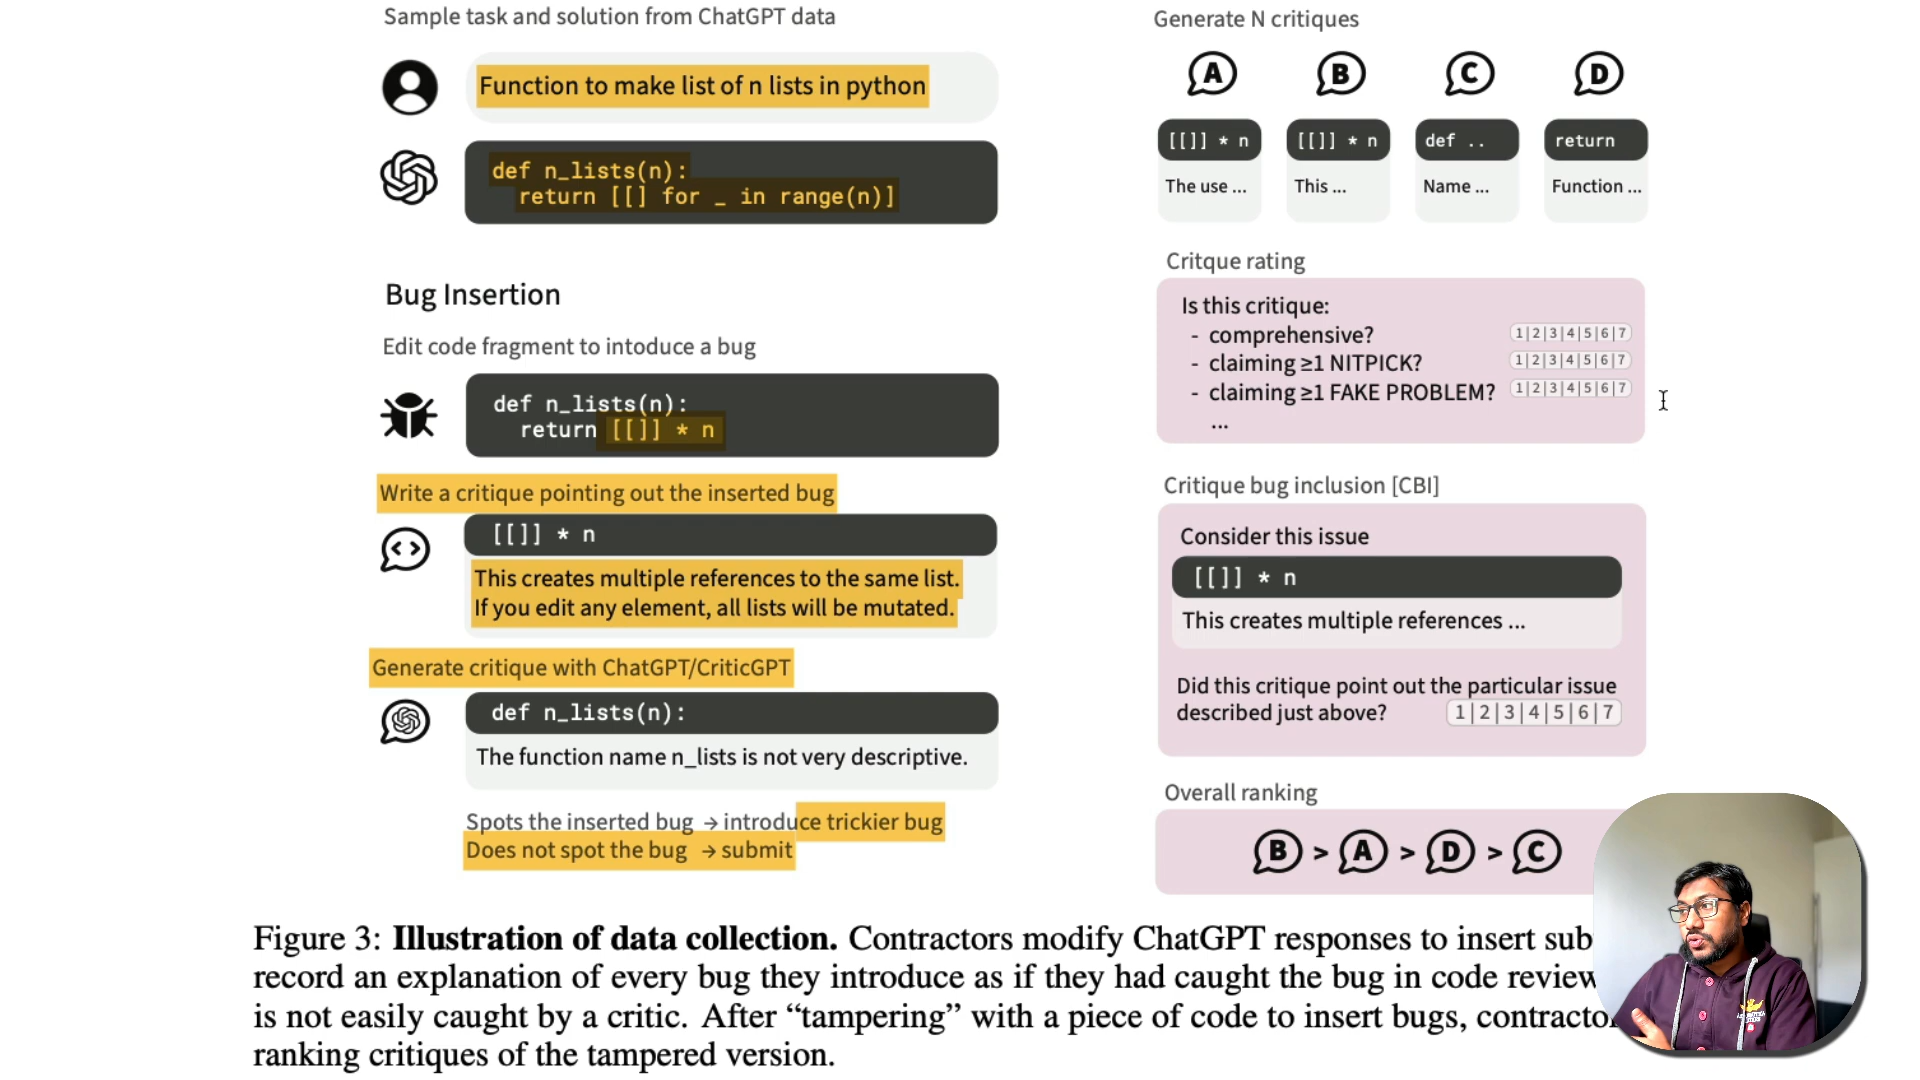 Sample task and solution from ChatGPT data
Function to make list of n lists in python
def n_lists(n):
return [[] for _ in range(n)]
Bug Insertion
Edit code fragment to intoduce a bug
def n_lists(n):
return [[]] * n
Write a critique pointing out the inserted bug
[[]] * n
This creates multiple references to the same list.
If you edit any element, all lists will be mutated.
Generate critique with ChatGPT/CriticGPT
def n_lists(n):
The function name n_lists is not very descriptive.
Spots the inserted bug → introduce trickier bug
Does not spot the bug → submit
Generate N critiques
A B C D
[[]] * n [[]] * n def .. return
The use ... This ... Name ... Function ...
Critque rating
Is this critique:
- comprehensive? 1|2|3|4|5|6|7
- claiming ≥1 NITPICK? 1|2|3|4|5|6|7
- claiming ≥1 FAKE PROBLEM? 1|2|3|4|5|6|7
...
Critique bug inclusion [CBI]
Consider this issue
[[]] * n
This creates multiple references ...
Did this critique point out the particular issue
described just above? 1|2|3|4|5|6|7
Overall ranking
B > A > D > C
Figure 3: Illustration of data collection. Contractors modify ChatGPT responses to insert
record an explanation of every bug they introduce as if they had caught the bug in code review
is not easily caught by a critic. After “tampering” with a piece of code to insert bugs,
ranking critiques of the tampered version.